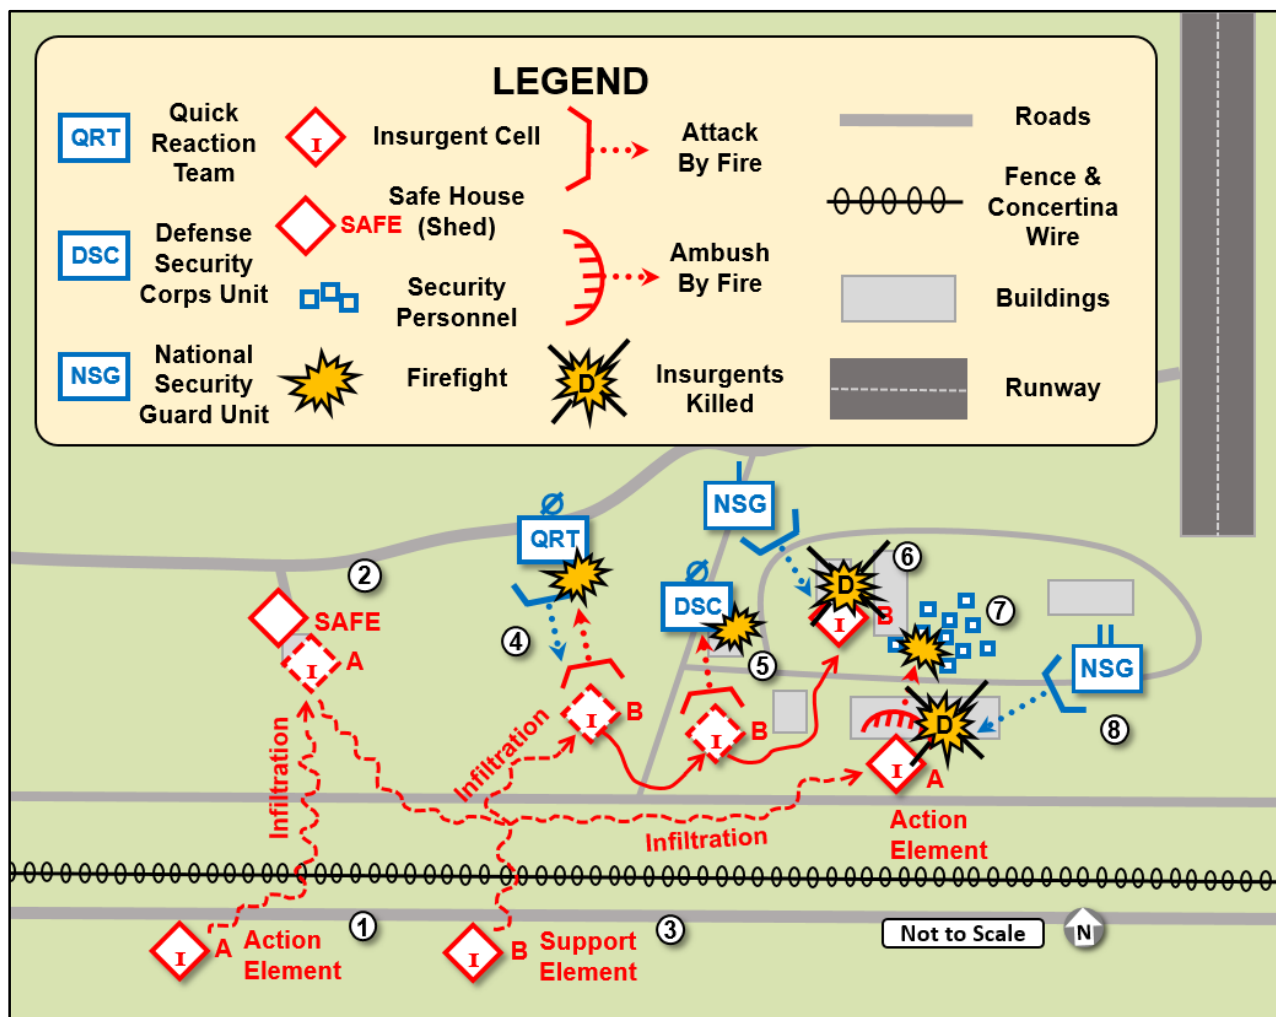 LEGEND
QRT
Quick
Reaction
Team
I
Insurgent Cell
Attack
By Fire
Roads
DSC
Defense
Security
Corps Unit
SAFE
Safe House
(Shed)
Fence &
Concertina
Wire
Security
Personnel
Ambush
By Fire
Buildings
NSG
National
Security
Guard Unit
Firefight
D
Insurgents
Killed
Runway
NSG
QRT
2
SAFE
I
A
4
DSC
5
6
D
I
B
7
NSG
8
I
B
I
B
D
I
A
Action
Element
Infiltration
Infiltration
Infiltration
1
3
I
A
Action
Element
I
B
Support
Element
Not to Scale
N